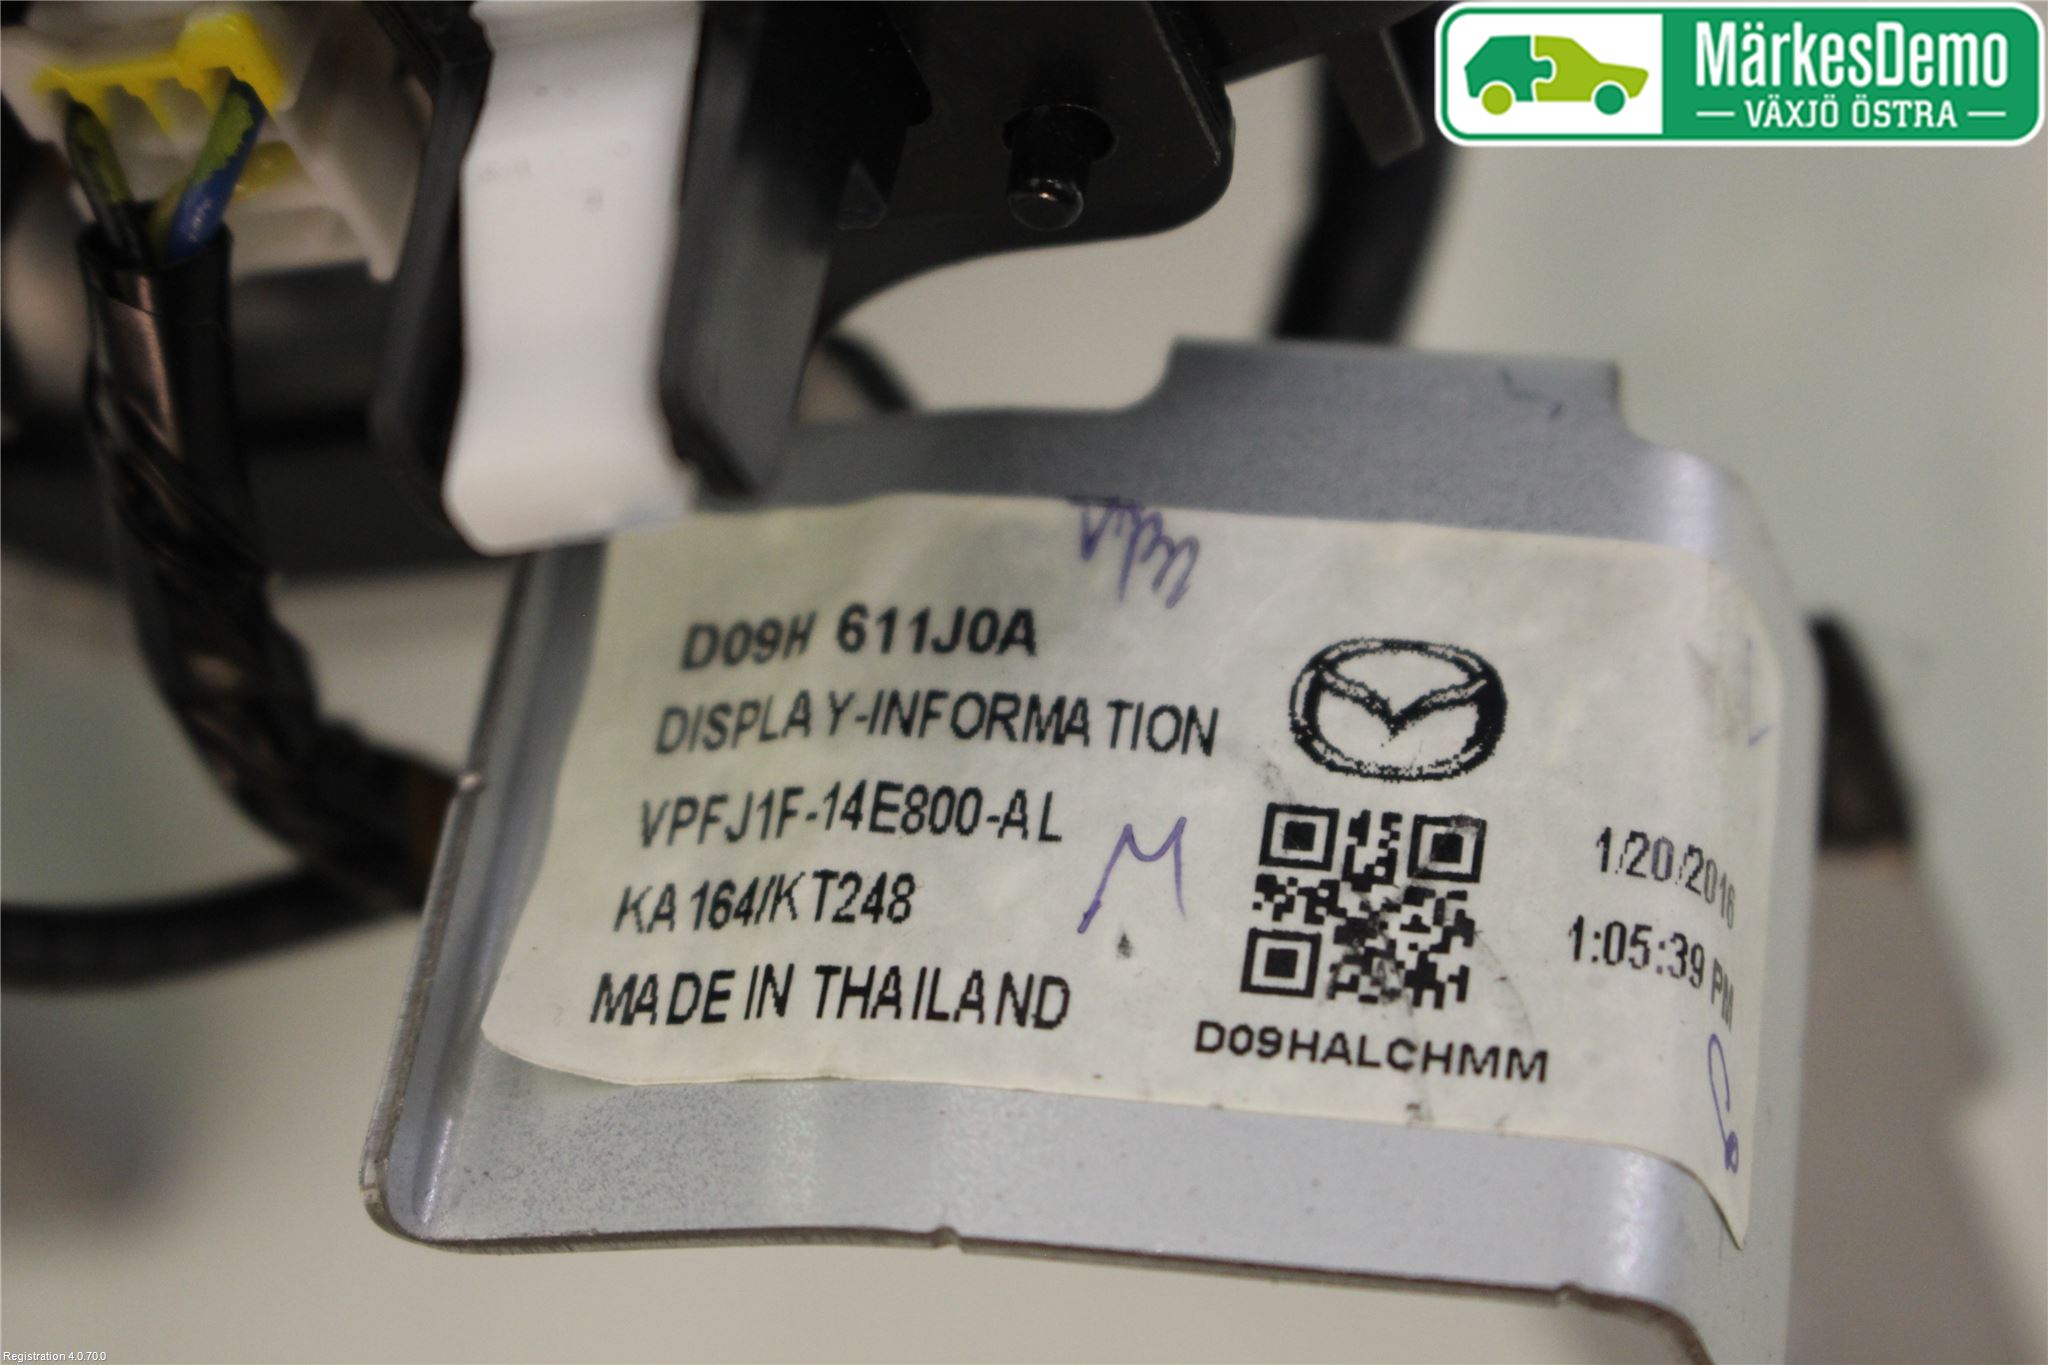 MärkesDemo
VÄXJÖ ÖSTRA
D09H 611J0A
DISPLAY-INFORMATION
VPFJ1F-14E800-AL
KA164/KT248
MADE IN THAILAND
M
D09HALCHMM
1/20/2016
1:05:39 PM
Registration 4.0.70.0